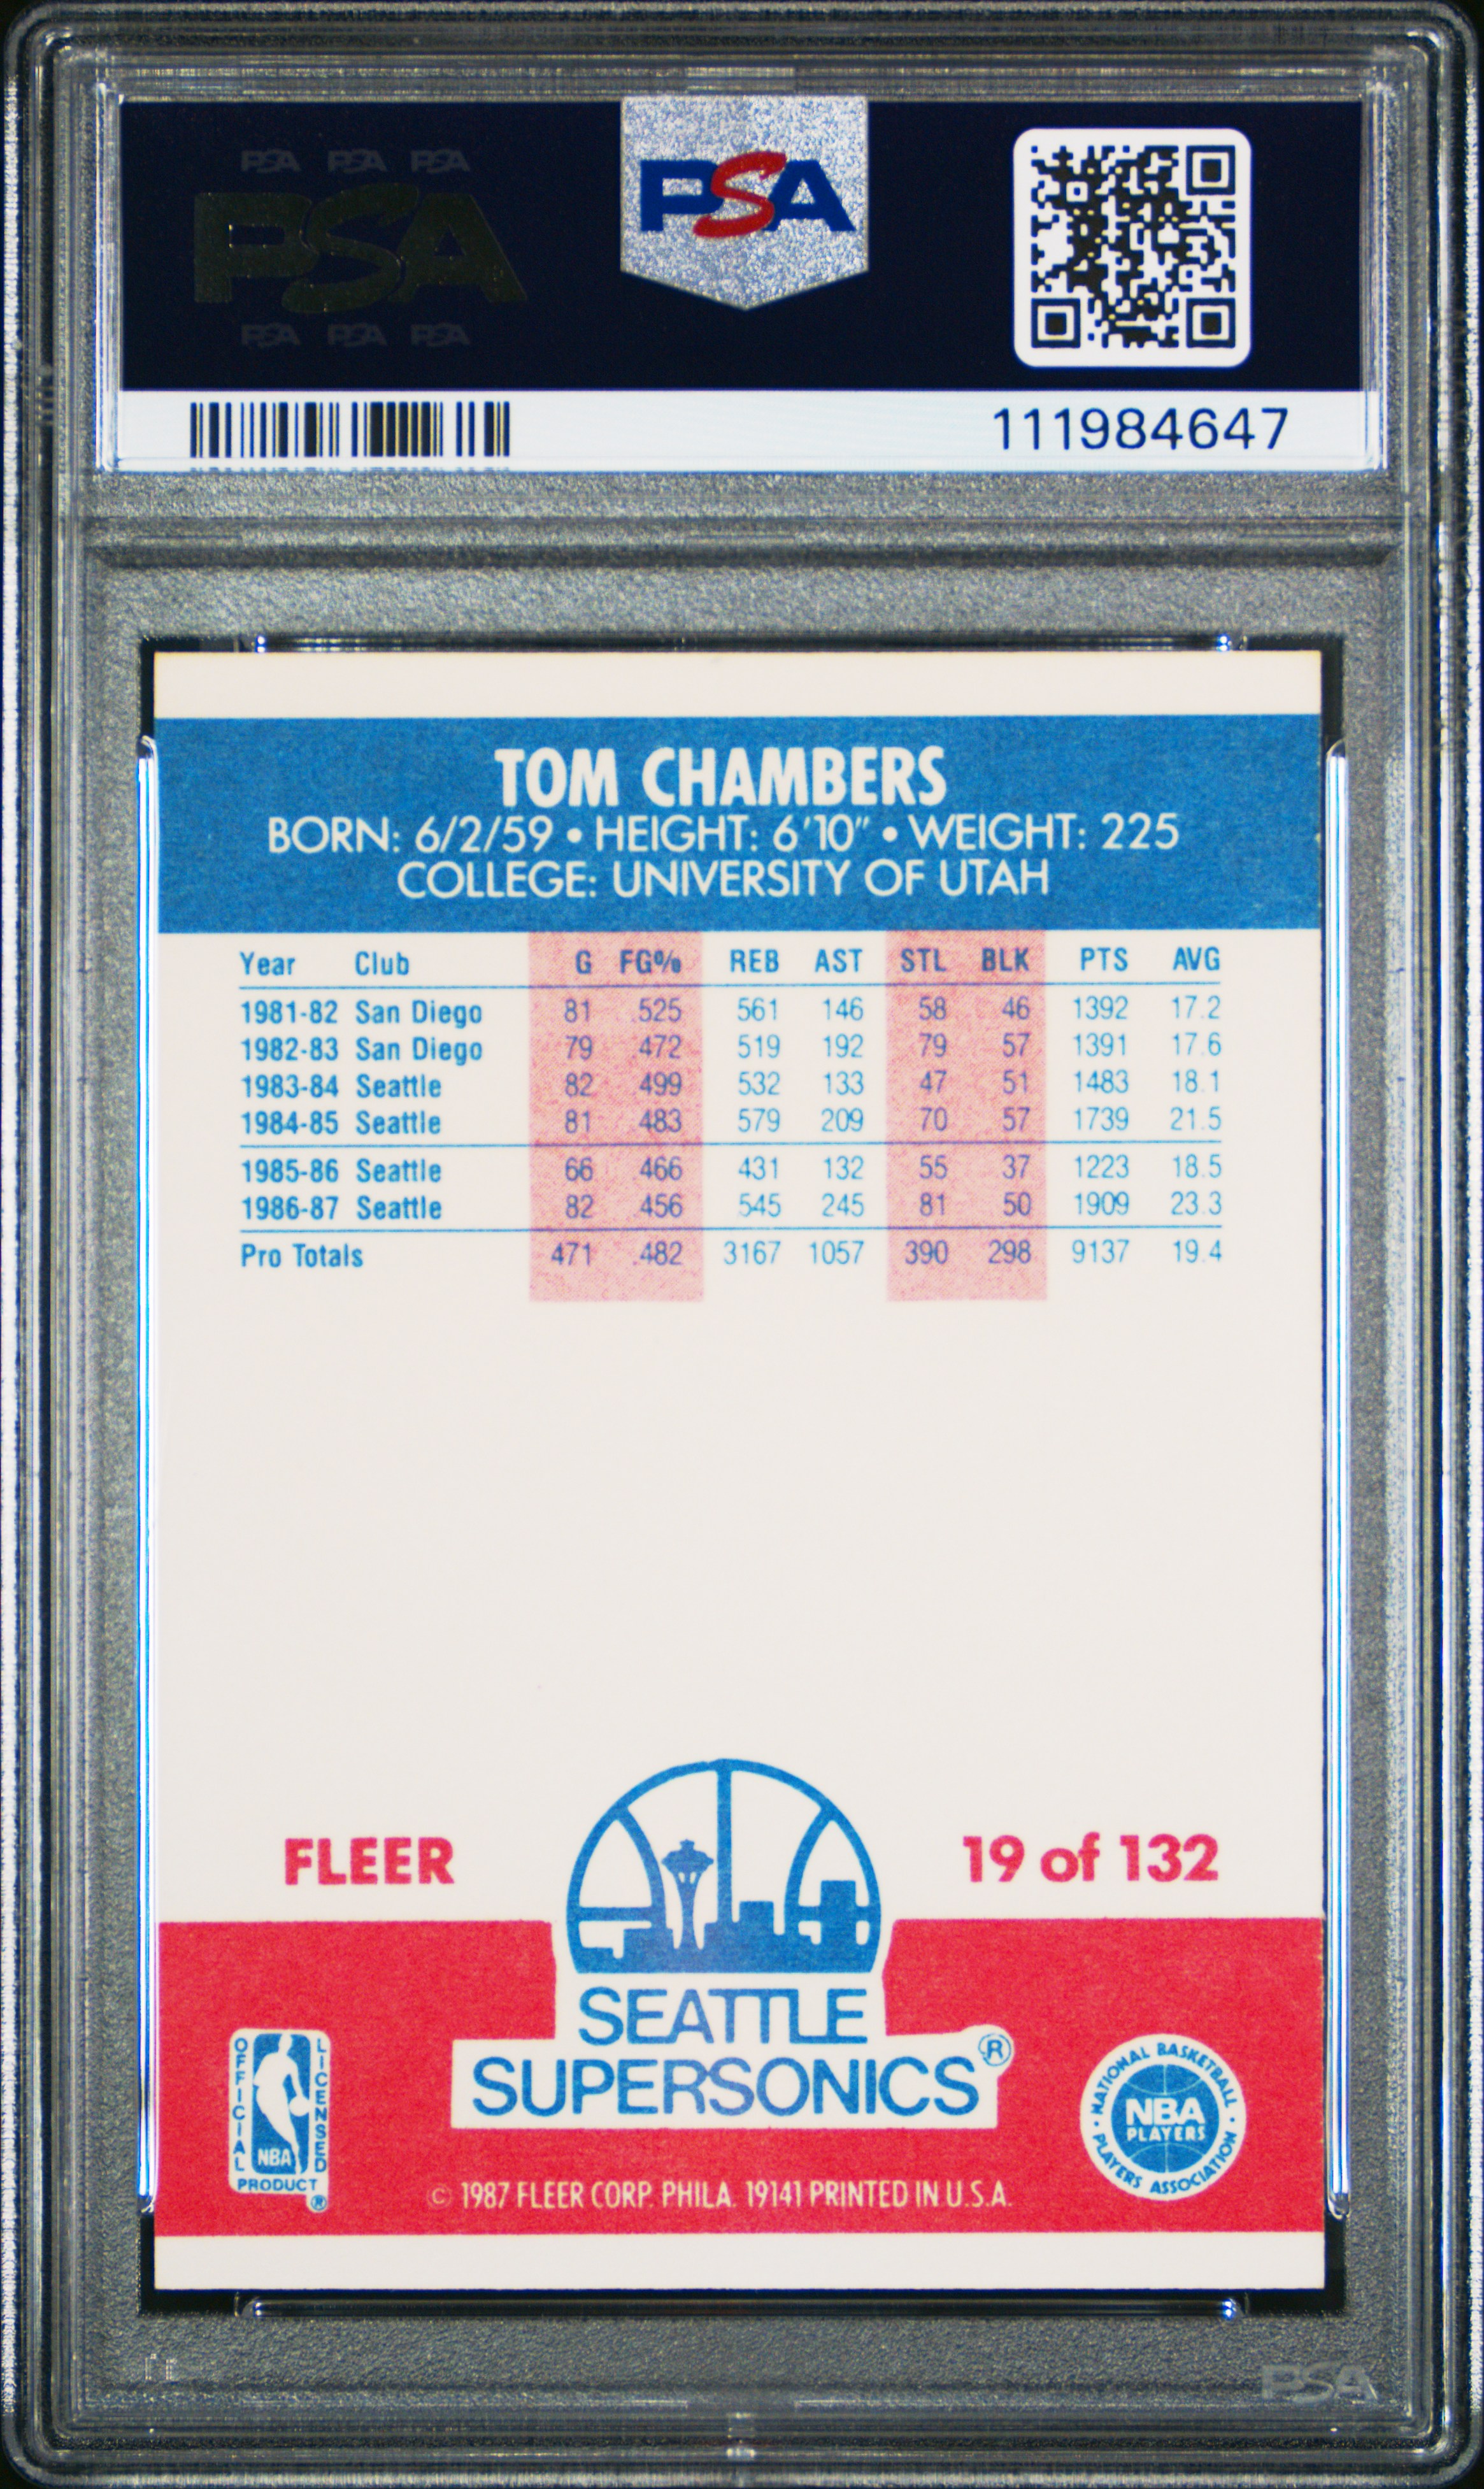 PSA PSA PSA
PSA
PSA PSA PSA
PSA
111984647
TOM CHAMBERS
BORN: 6/2/59 • HEIGHT: 6'10" • WEIGHT: 225
COLLEGE: UNIVERSITY OF UTAH
Year Club G FG% REB AST STL BLK PTS AVG
1981-82 San Diego 81 .525 561 146 58 46 1392 17.2
1982-83 San Diego 79 .472 519 192 79 57 1391 17.6
1983-84 Seattle 82 .499 532 133 47 51 1483 18.1
1984-85 Seattle 81 .483 579 209 70 57 1739 21.5
1985-86 Seattle 66 .466 431 132 55 37 1223 18.5
1986-87 Seattle 82 .456 545 245 81 50 1909 23.3
Pro Totals 471 .482 3167 1057 390 298 9137 19.4
FLEER
19 of 132
SEATTLE
SUPERSONICS®
OFFICIAL LICENSED
NBA
PRODUCT
®
NATIONAL BASKETBALL
NBA
PLAYERS
• PLAYERS ASSOCIATION •
© 1987 FLEER CORP. PHILA. 19141 PRINTED IN U.S.A.
PSA